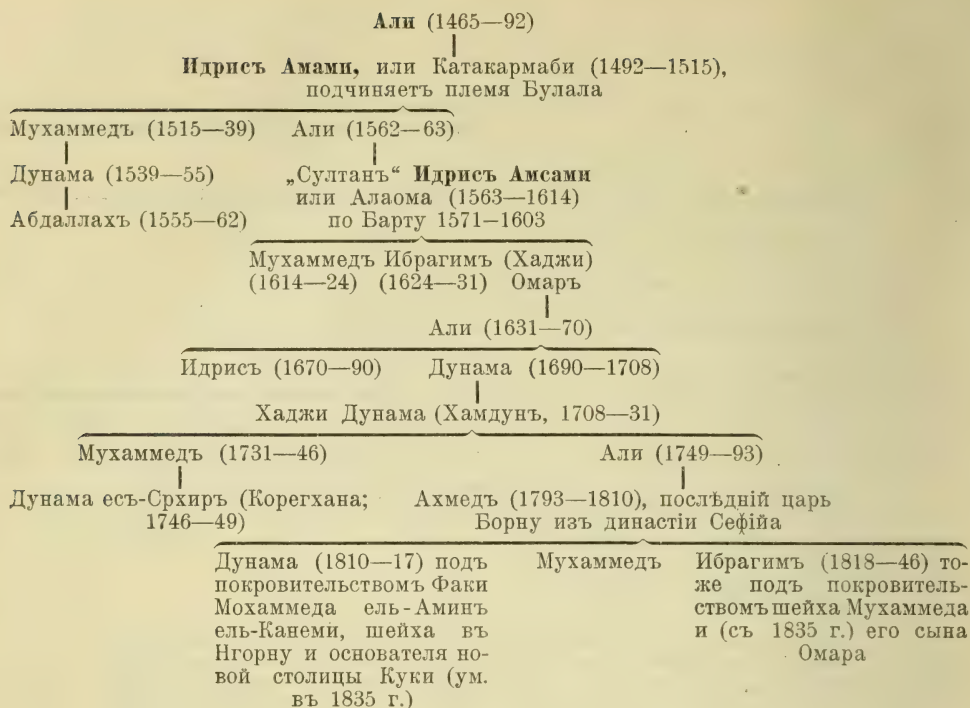 Али (1465—92)
Идрисъ Амами, или Катакармаби (1492—1515),
подчиняетъ племя Булала
Мухаммедъ (1515—39) Али (1562—63)
Дунама (1539—55) „Султанъ“ Идрисъ Амсами
или Алаома (1563—1614)
Абдаллахъ (1555—62) по Барту 1571—1603
Мухаммедъ Ибрагимъ (Хаджи)
(1614—24) (1624—31) Омаръ
Али (1631—70)
Идрисъ (1670—90) Дунама (1690—1708)
Хаджи Дунама (Хамдунъ, 1708—31)
Мухаммедъ (1731—46) Али (1749—93)
Дунама есъ-Срхиръ (Корегхана; Ахмедъ (1793—1810), послѣдній царь
1746—49) Борну изъ династіи Сефійа
Дунама (1810—17) подъ
покровительствомъ Факи
Мохаммеда ель-Аминъ
ель-Канеми, шейха въ
Нгорну и основателя но-
вой столицы Куки (ум.
въ 1835 г.)
Мухаммедъ
Ибрагимъ (1818—46) то-
же подъ покровитель-
ствомъ шейха Мухаммеда
и (съ 1835 г.) его сына
Омара